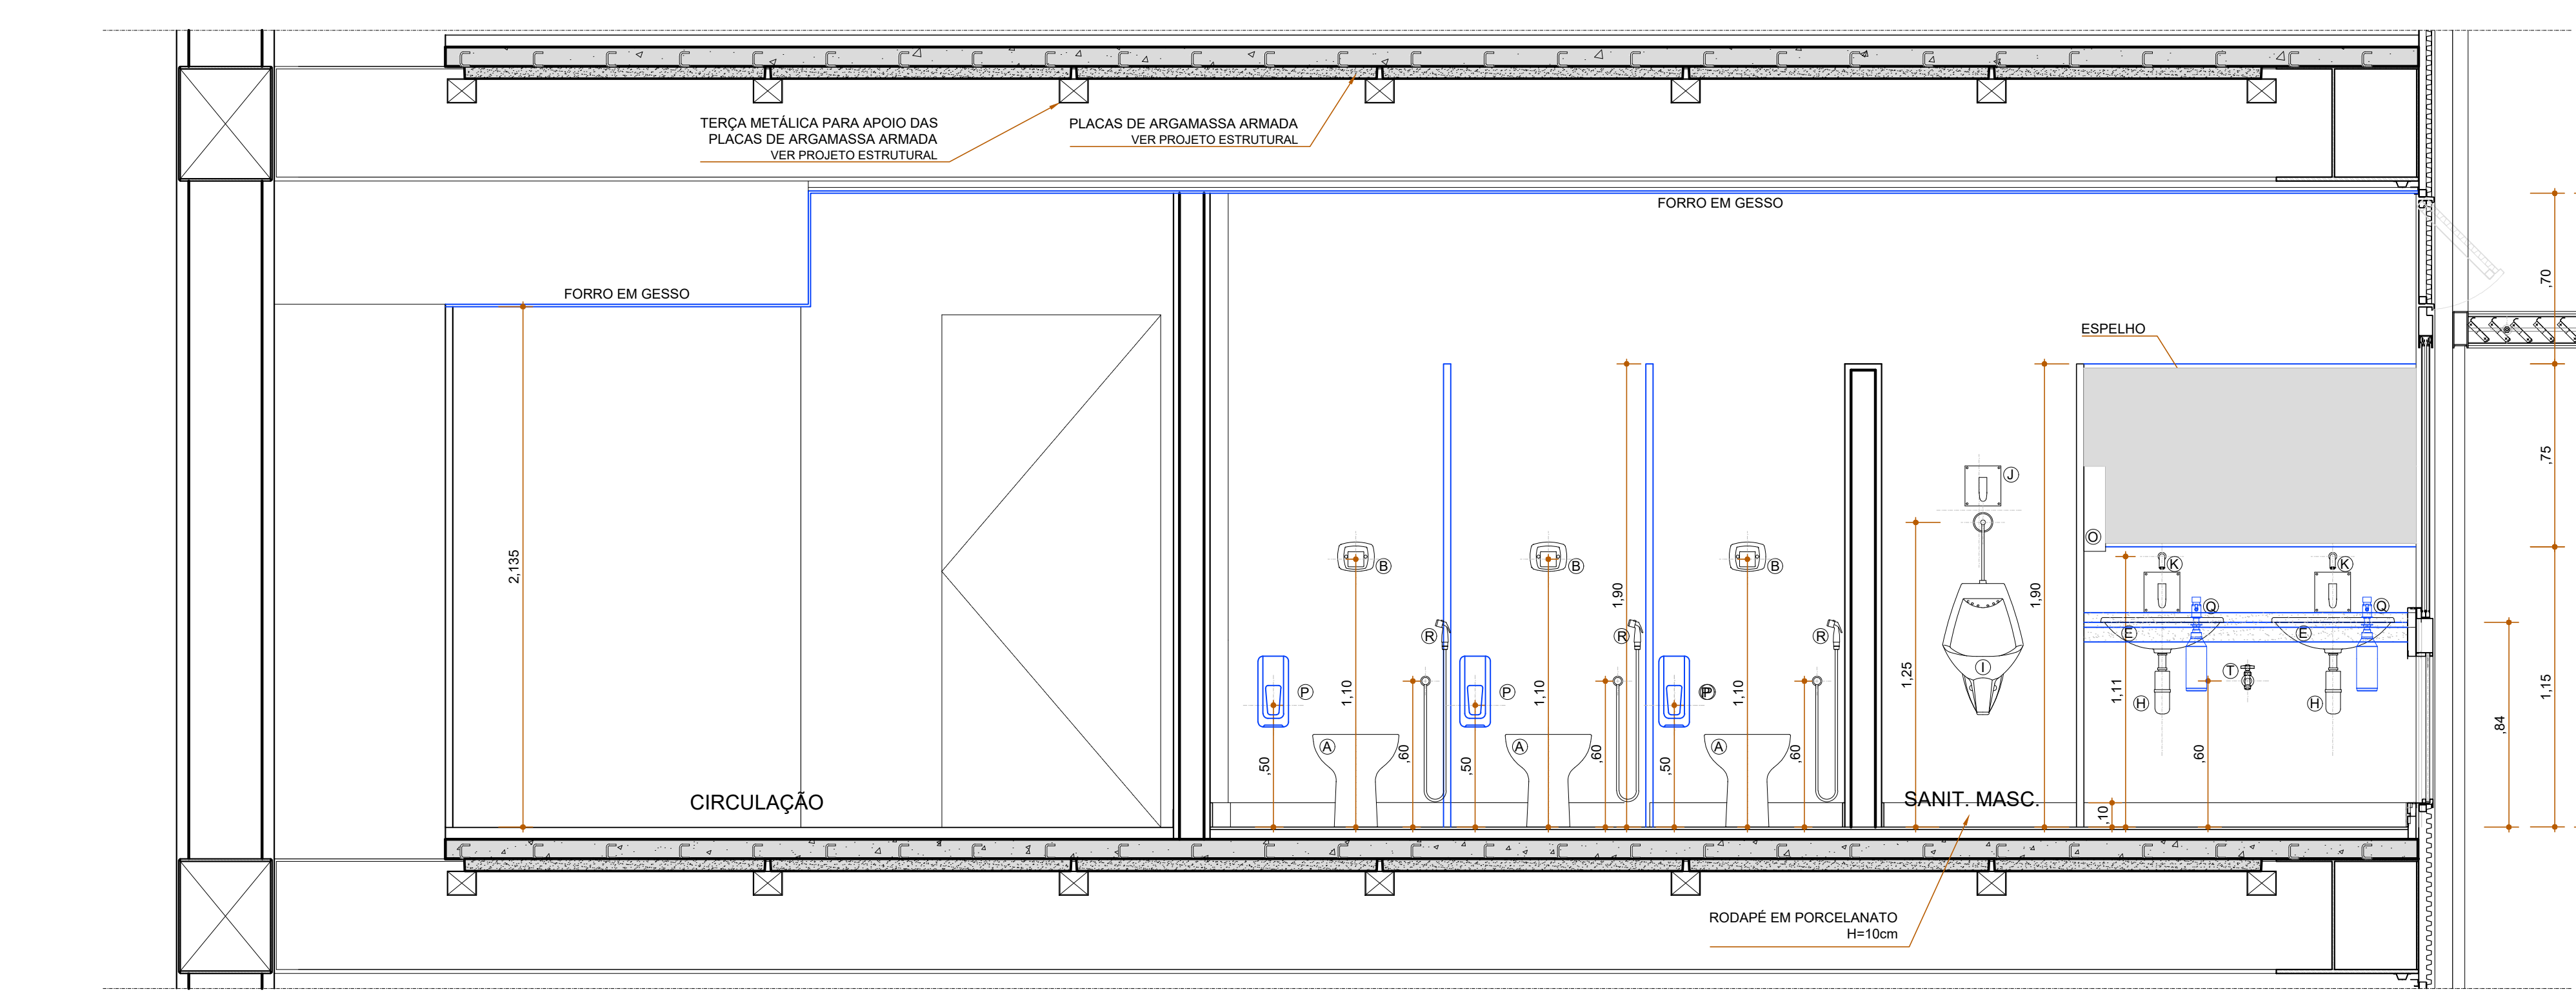 TERÇA METÁLICA PARA APOIO DAS
PLACAS DE ARGAMASSA ARMADA
VER PROJETO ESTRUTURAL
PLACAS DE ARGAMASSA ARMADA
VER PROJETO ESTRUTURAL
FORRO EM GESSO
FORRO EM GESSO
ESPELHO
,70
,75
1,15
,84
2,135
CIRCULAÇÃO
B
B
B
J
O
K
K
Q
Q
E
E
R
R
R
P
P
P
I
T
H
H
A
A
A
,50
1,10
,60
,50
1,10
,60
1,90
,50
1,10
,60
1,25
1,90
1,11
,10
,60
SANIT. MASC.
RODAPÉ EM PORCELANATO
H=10cm